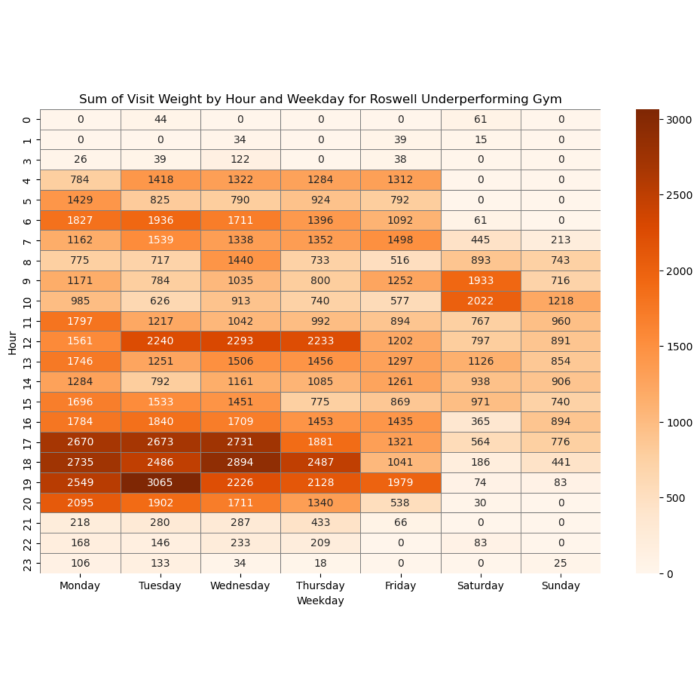 Sum of Visit Weight by Hour and Weekday for Roswell Underperforming Gym
Hour
0 0 44 0 0 0 61 0
1 0 0 34 0 39 15 0
3 26 39 122 0 38 0 0
4 784 1418 1322 1284 1312 0 0
5 1429 825 790 924 792 0 0
6 1827 1936 1711 1396 1092 61 0
7 1162 1539 1338 1352 1498 445 213
8 775 717 1440 733 516 893 743
9 1171 784 1035 800 1252 1933 716
10 985 626 913 740 577 2022 1218
11 1797 1217 1042 992 894 767 960
12 1561 2240 2293 2233 1202 797 891
13 1746 1251 1506 1456 1297 1126 854
14 1284 792 1161 1085 1261 938 906
15 1696 1533 1451 775 869 971 740
16 1784 1840 1709 1453 1435 365 894
17 2670 2673 2731 1881 1321 564 776
18 2735 2486 2894 2487 1041 186 441
19 2549 3065 2226 2128 1979 74 83
20 2095 1902 1711 1340 538 30 0
21 218 280 287 433 66 0 0
22 168 146 233 209 0 83 0
23 106 133 34 18 0 0 25
Monday Tuesday Wednesday Thursday Friday Saturday Sunday
Weekday
3000
2500
2000
1500
1000
500
0